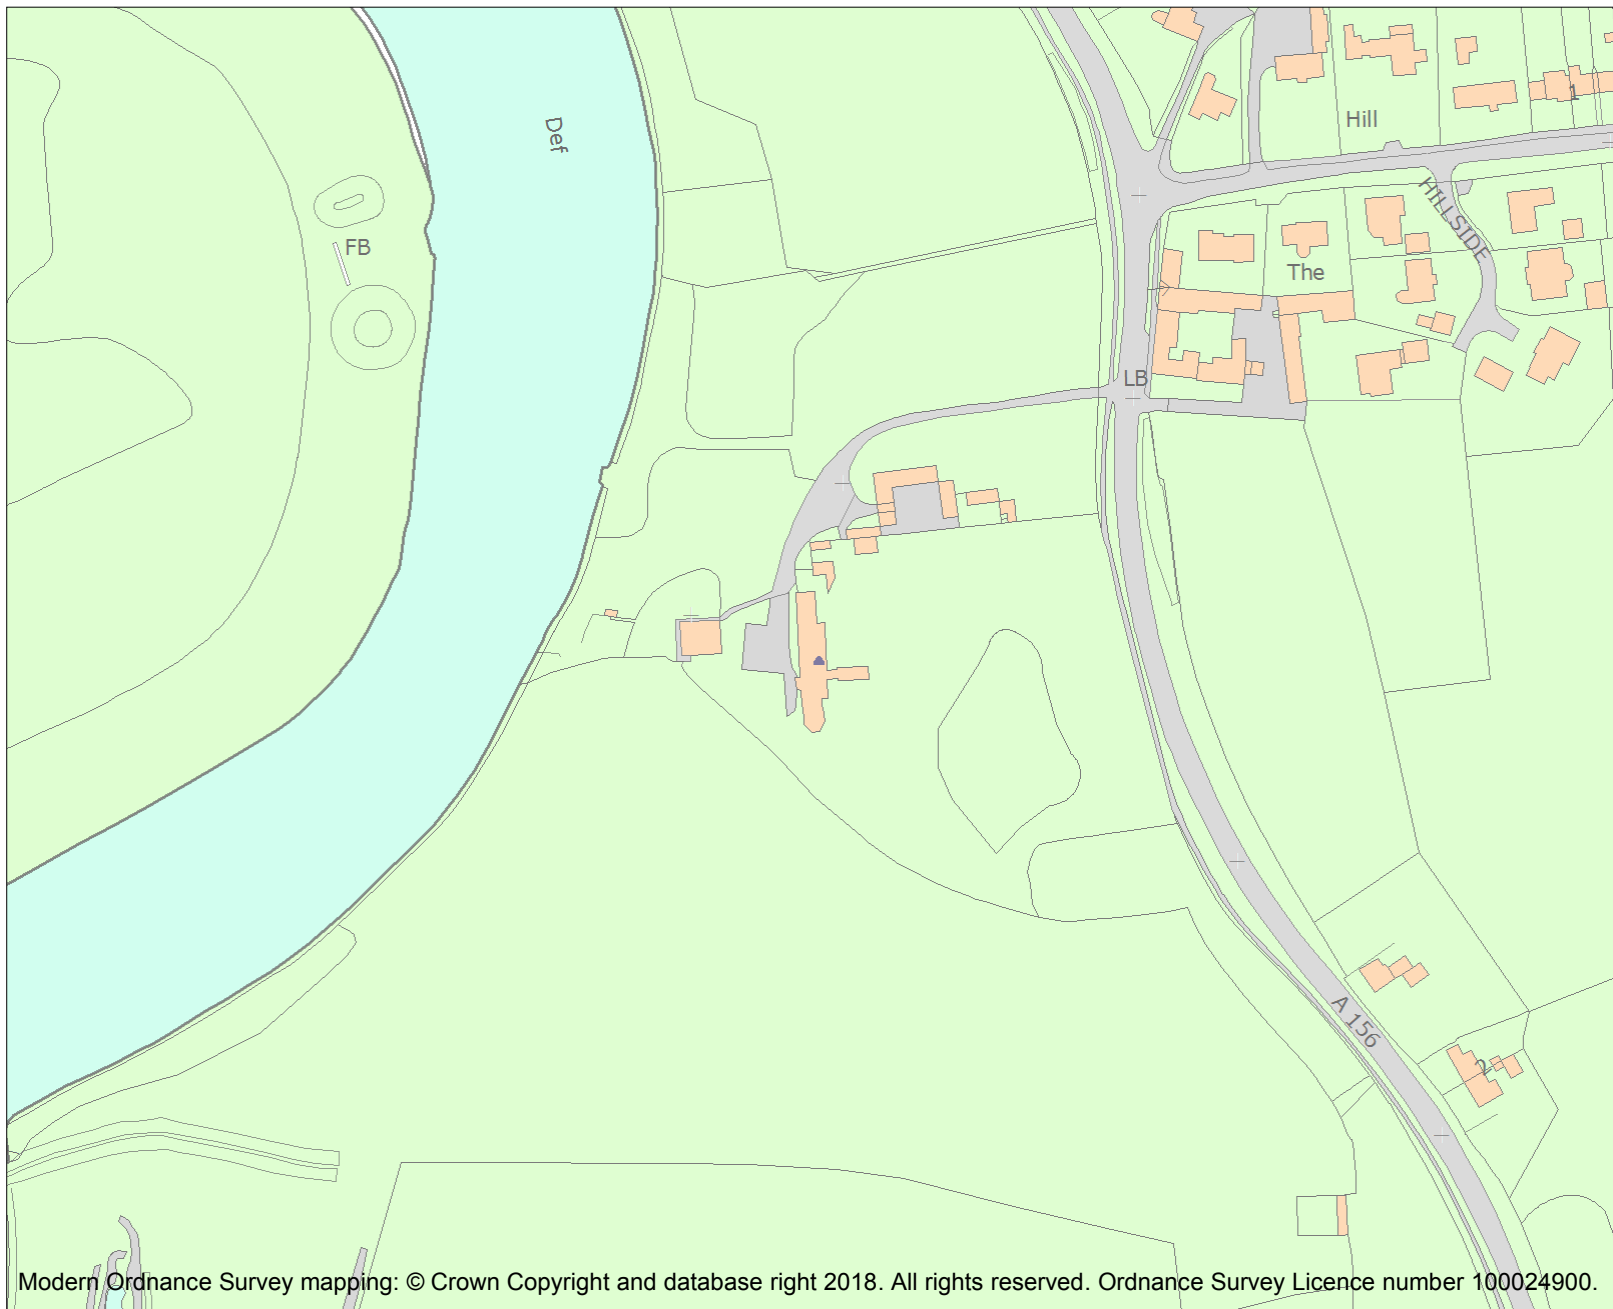 Def
Hill
1
HILLSIDE
FB
The
LB
A 156
2
Modern Ordnance Survey mapping: © Crown Copyright and database right 2018. All rights reserved. Ordnance Survey Licence number 100024900.